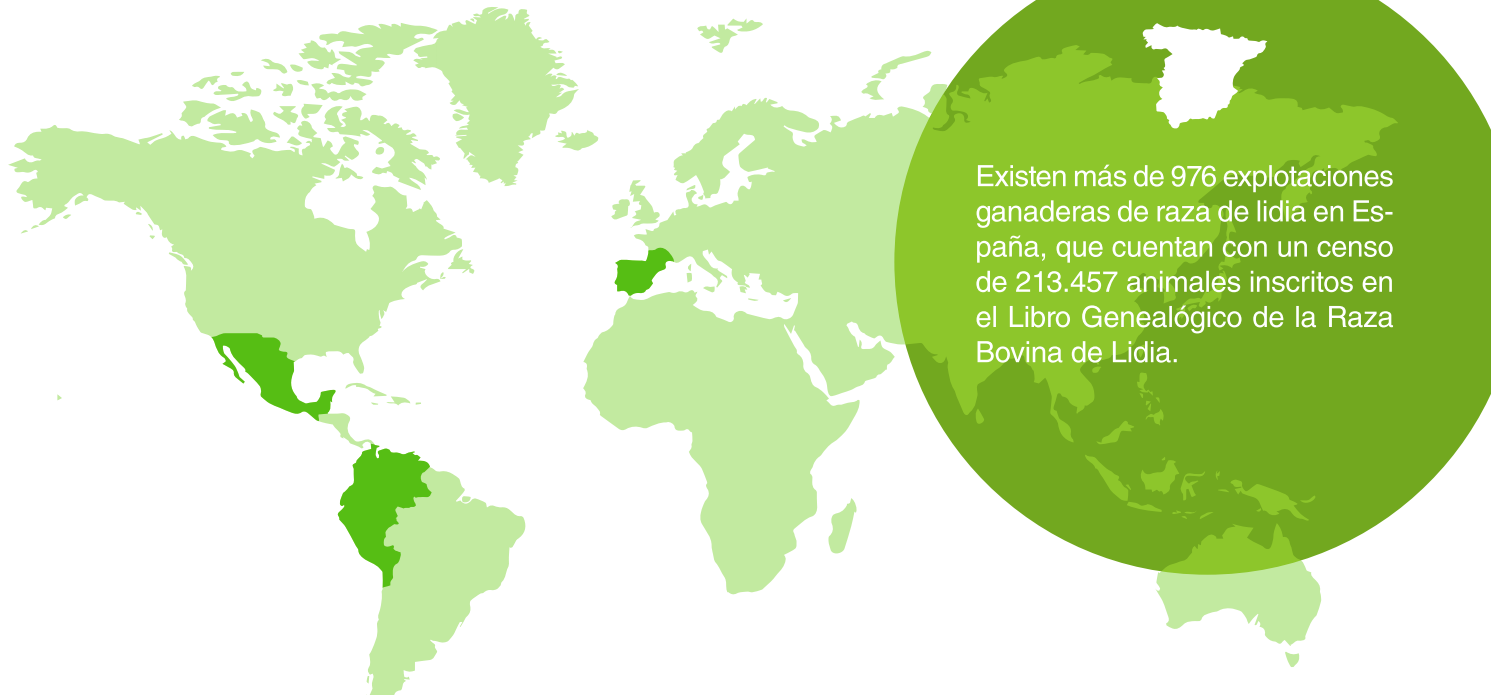 Existen más de 976 explotaciones
ganaderas de raza de lidia en Es-
paña, que cuentan con un censo
de 213.457 animales inscritos en
el Libro Genealógico de la Raza
Bovina de Lidia.